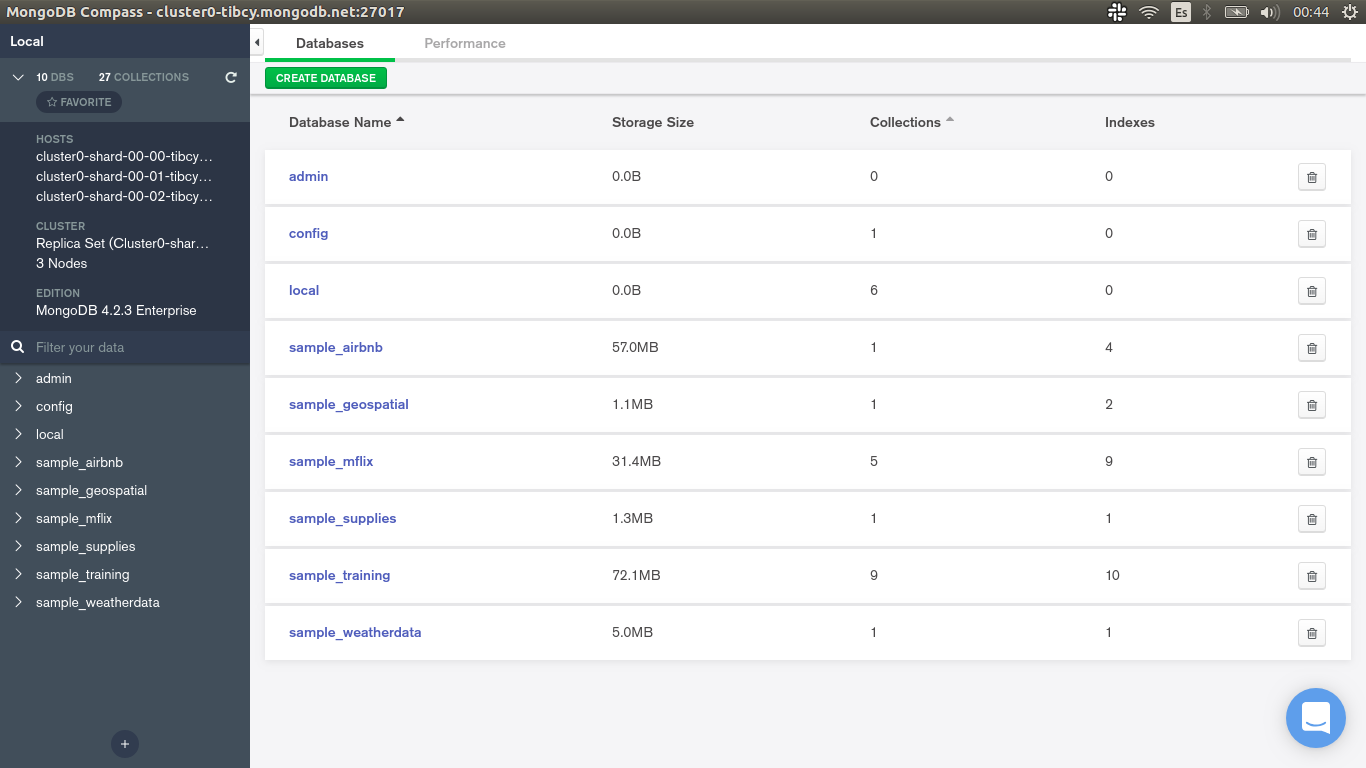 MongoDB Compass - cluster0-tibcy.mongodb.net:27017
Es
00:44
Local
10 DBS 27 COLLECTIONS
FAVORITE
HOSTS
cluster0-shard-00-00-tibcy…
cluster0-shard-00-01-tibcy…
cluster0-shard-00-02-tibcy…
CLUSTER
Replica Set (Cluster0-shar…
3 Nodes
EDITION
MongoDB 4.2.3 Enterprise
Filter your data
admin
config
local
sample_airbnb
sample_geospatial
sample_mflix
sample_supplies
sample_training
sample_weatherdata
+
Databases Performance
CREATE DATABASE
Database Name Storage Size Collections Indexes
admin 0.0B 0 0
config 0.0B 1 0
local 0.0B 6 0
sample_airbnb 57.0MB 1 4
sample_geospatial 1.1MB 1 2
sample_mflix 31.4MB 5 9
sample_supplies 1.3MB 1 1
sample_training 72.1MB 9 10
sample_weatherdata 5.0MB 1 1